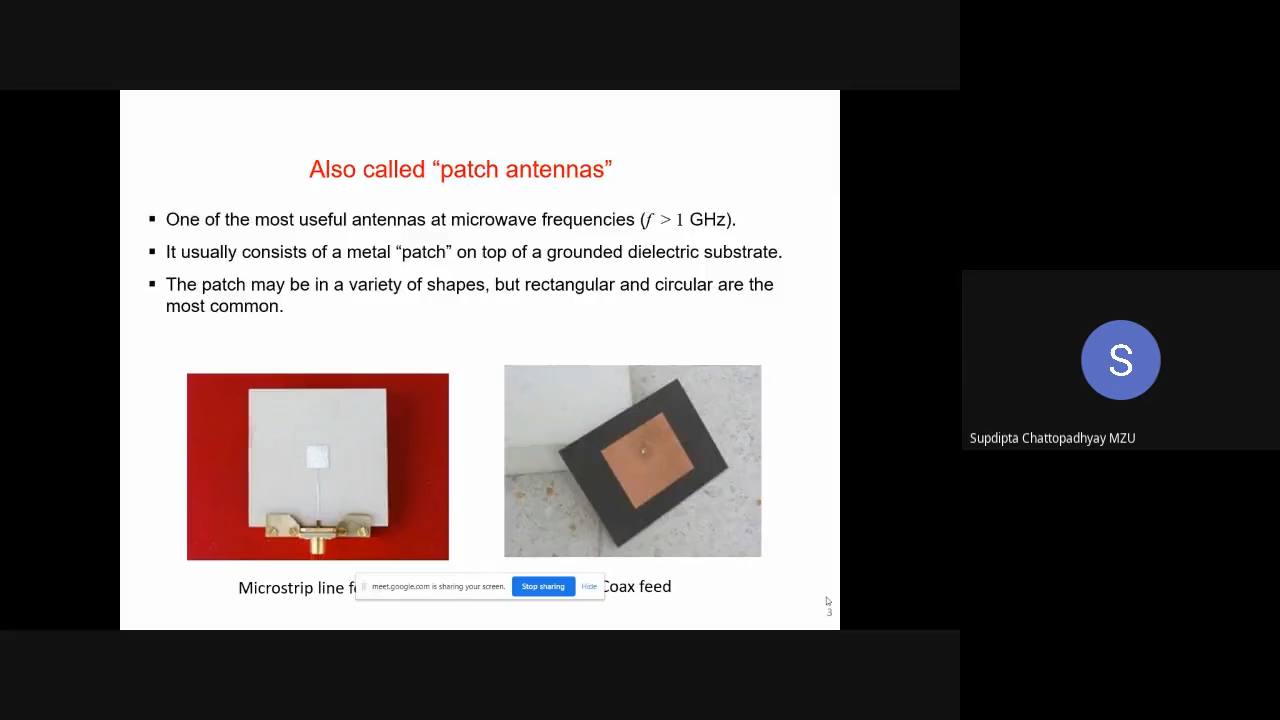 Also called “patch antennas”
▪ One of the most useful antennas at microwave frequencies (f > 1 GHz).
▪ It usually consists of a metal “patch” on top of a grounded dielectric substrate.
▪ The patch may be in a variety of shapes, but rectangular and circular are the
most common.
Microstrip line
meet.google.com is sharing your screen. Stop sharing Hide
Coax feed
3
S
Supdipta Chattopadhyay MZU